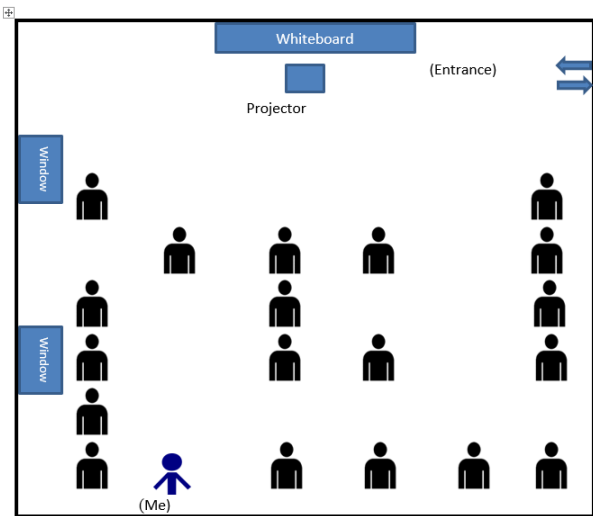 Whiteboard
(Entrance)
Projector
Window
Window
(Me)